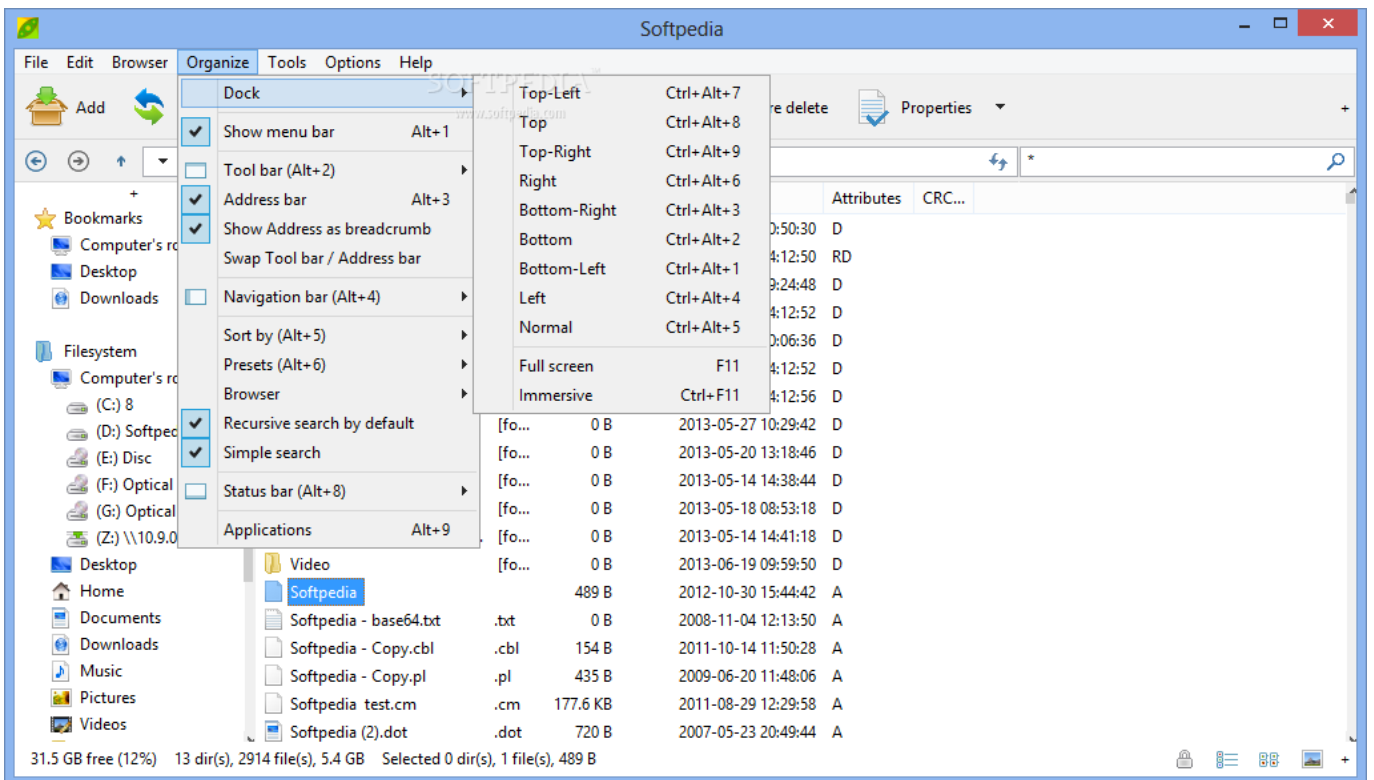 Softpedia
File Edit Browser Organize Tools Options Help
SOFTPEDIA™
www.softpedia.com
Add
re delete Properties
+
*
Dock
Show menu bar Alt+1
Tool bar (Alt+2)
Address bar Alt+3
Show Address as breadcrumb
Swap Tool bar / Address bar
Navigation bar (Alt+4)
Sort by (Alt+5)
Presets (Alt+6)
Browser
Recursive search by default
Simple search
Status bar (Alt+8)
Applications Alt+9
Top-Left Ctrl+Alt+7
Top Ctrl+Alt+8
Top-Right Ctrl+Alt+9
Right Ctrl+Alt+6
Bottom-Right Ctrl+Alt+3
Bottom Ctrl+Alt+2
Bottom-Left Ctrl+Alt+1
Left Ctrl+Alt+4
Normal Ctrl+Alt+5
Full screen F11
Immersive Ctrl+F11
+
Bookmarks
Computer's ro
Desktop
Downloads
Filesystem
Computer's ro
(C:) 8
(D:) Softped
(E:) Disc
(F:) Optical
(G:) Optical
(Z:) \\10.9.0
Desktop
Home
Documents
Downloads
Music
Pictures
Videos
Attributes CRC...
0:50:30 D
4:12:50 RD
9:24:48 D
4:12:52 D
0:06:36 D
4:12:52 D
4:12:56 D
[fo... 0 B 2013-05-27 10:29:42 D
[fo... 0 B 2013-05-20 13:18:46 D
[fo... 0 B 2013-05-14 14:38:44 D
[fo... 0 B 2013-05-18 08:53:18 D
[fo... 0 B 2013-05-14 14:41:18 D
Video [fo... 0 B 2013-06-19 09:59:50 D
Softpedia 489 B 2012-10-30 15:44:42 A
Softpedia - base64.txt .txt 0 B 2008-11-04 12:13:50 A
Softpedia - Copy.cbl .cbl 154 B 2011-10-14 11:50:28 A
Softpedia - Copy.pl .pl 435 B 2009-06-20 11:48:06 A
Softpedia test.cm .cm 177.6 KB 2011-08-29 12:29:58 A
Softpedia (2).dot .dot 720 B 2007-05-23 20:49:44 A
31.5 GB free (12%) 13 dir(s), 2914 file(s), 5.4 GB Selected 0 dir(s), 1 file(s), 489 B
+